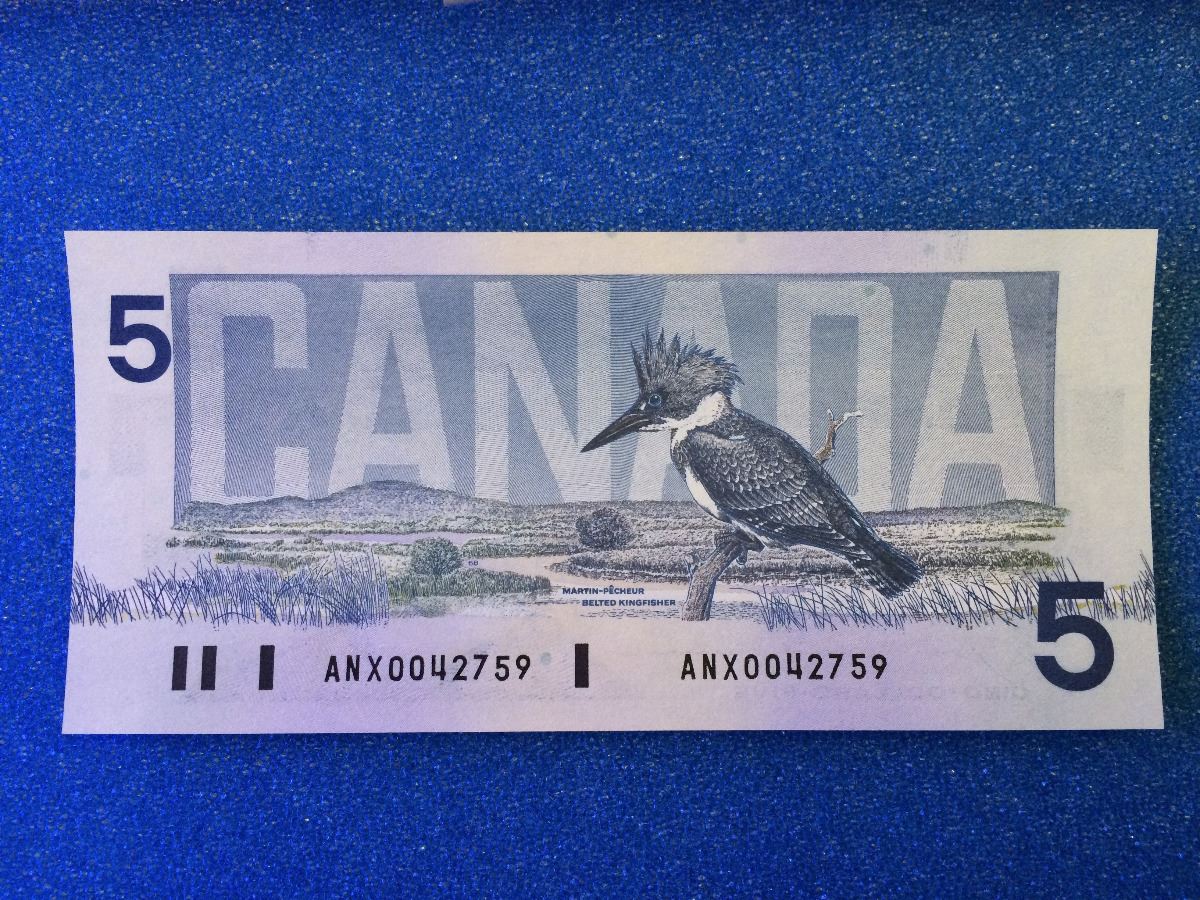 5
CANADA
MARTIN-PÊCHEUR
BELTED KINGFISHER
5
ANX0042759 ANX0042759